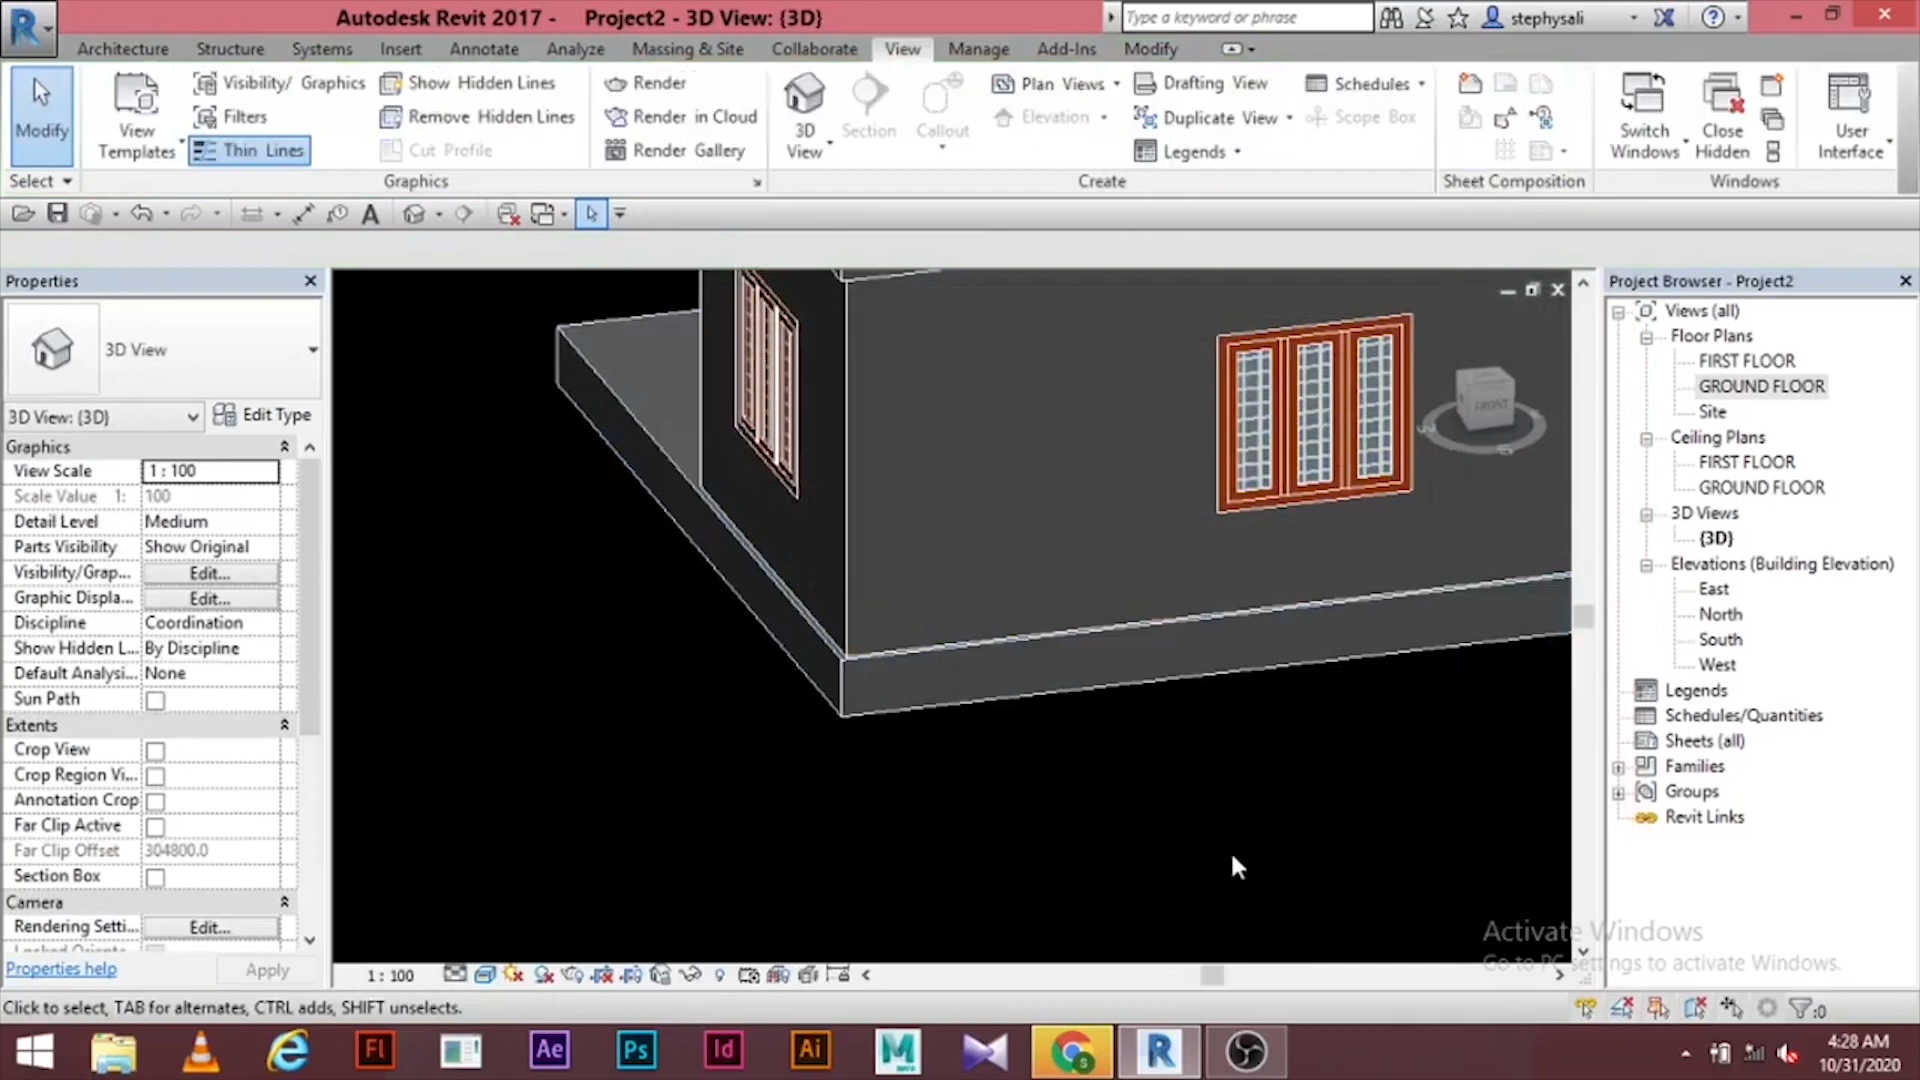 Autodesk Revit 2017 -    Project2 - 3D View: {3D}
Type a keyword or phrase
stephysali
Architecture Structure Systems Insert Annotate Analyze Massing & Site Collaborate View Manage Add-Ins Modify
Modify
View Templates
Visibility/ Graphics
Filters
Thin Lines
Show Hidden Lines
Remove Hidden Lines
Cut Profile
Render
Render in Cloud
Render Gallery
3D View
Section
Callout
Plan Views
Elevation
Drafting View
Duplicate View
Legends
Schedules
Scope Box
Switch Windows
Close Hidden
User Interface
Select
Graphics
Create
Sheet Composition
Windows
Properties
3D View
3D View: {3D}
Edit Type
Graphics
View Scale 1 : 100
Scale Value 1: 100
Detail Level Medium
Parts Visibility Show Original
Visibility/Grap... Edit...
Graphic Displa... Edit...
Discipline Coordination
Show Hidden L... By Discipline
Default Analysi... None
Sun Path
Extents
Crop View
Crop Region Vi...
Annotation Crop
Far Clip Active
Far Clip Offset 304800.0
Section Box
Camera
Rendering Setti... Edit...
Properties help
Apply
FRONT
Project Browser - Project2
Views (all)
Floor Plans
FIRST FLOOR
GROUND FLOOR
Site
Ceiling Plans
FIRST FLOOR
GROUND FLOOR
3D Views
{3D}
Elevations (Building Elevation)
East
North
South
West
Legends
Schedules/Quantities
Sheets (all)
Families
Groups
Revit Links
Activate Windows
Go to PC settings to activate Windows.
1 : 100
Click to select, TAB for alternates, CTRL adds, SHIFT unselects.
:0
Fl
Ae
Ps
Id
Ai
M
S
R
4:28 AM
10/31/2020